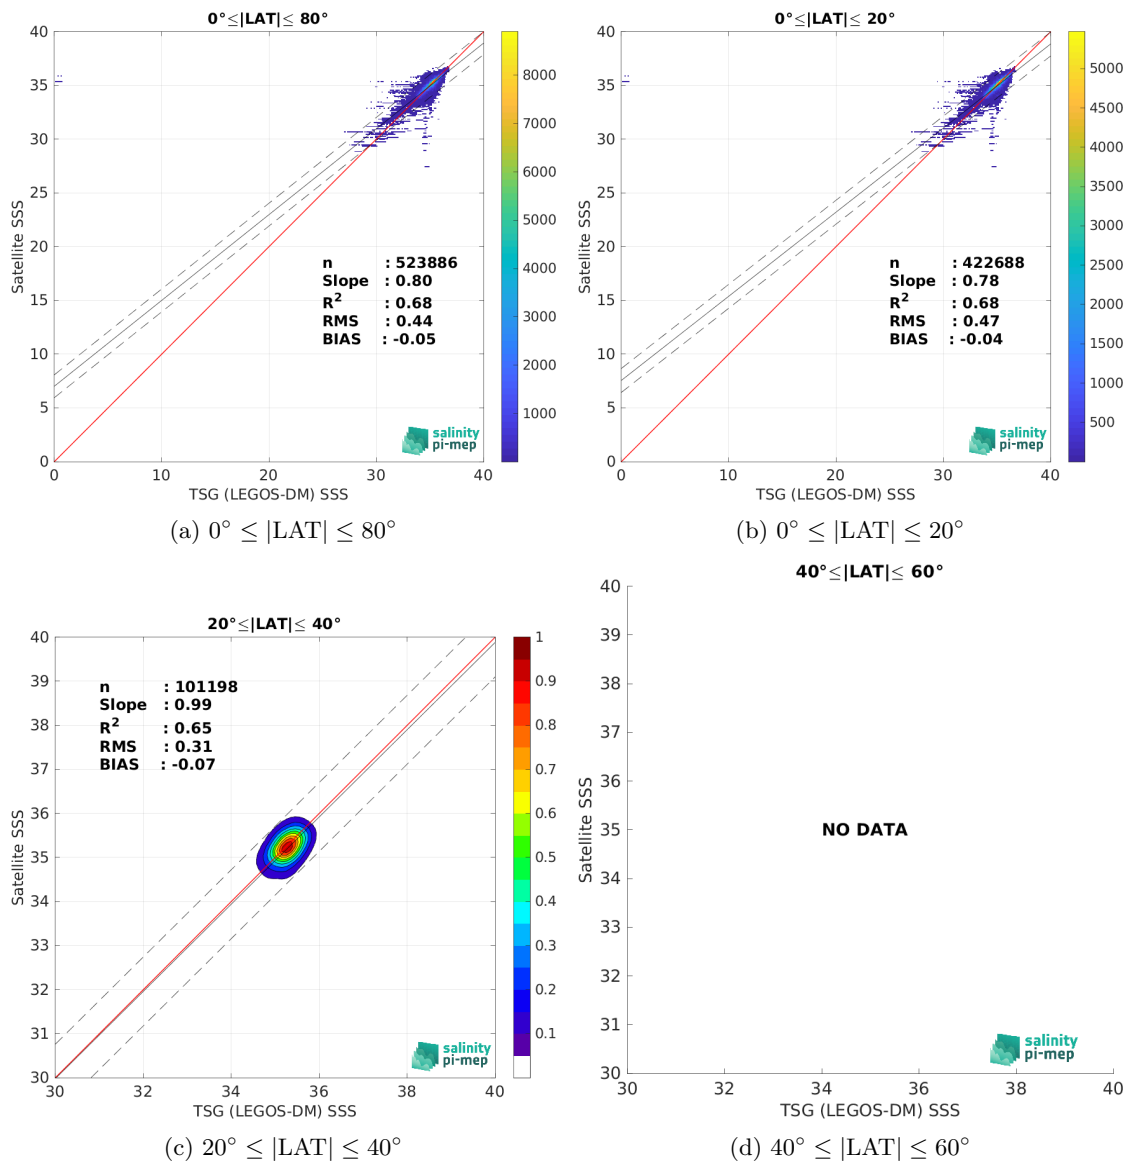 0°≤|LAT|≤ 80°
40
35
30
25
20
15
10
5
0
0
10
20
30
40
Satellite SSS
TSG (LEGOS-DM) SSS
n : 523886
Slope : 0.80
R² : 0.68
RMS : 0.44
BIAS : -0.05
salinity
pi-mep
8000
7000
6000
5000
4000
3000
2000
1000
(a) 0° ≤ |LAT| ≤ 80°
0°≤|LAT|≤ 20°
40
35
30
25
20
15
10
5
0
0
10
20
30
40
Satellite SSS
TSG (LEGOS-DM) SSS
n : 422688
Slope : 0.78
R² : 0.68
RMS : 0.47
BIAS : -0.04
salinity
pi-mep
5000
4500
4000
3500
3000
2500
2000
1500
1000
500
(b) 0° ≤ |LAT| ≤ 20°
20°≤|LAT|≤ 40°
40
39
38
37
36
35
34
33
32
31
30
30
32
34
36
38
40
Satellite SSS
TSG (LEGOS-DM) SSS
n : 101198
Slope : 0.99
R² : 0.65
RMS : 0.31
BIAS : -0.07
salinity
pi-mep
1
0.9
0.8
0.7
0.6
0.5
0.4
0.3
0.2
0.1
(c) 20° ≤ |LAT| ≤ 40°
40°≤|LAT|≤ 60°
40
39
38
37
36
35
34
33
32
31
30
30
32
34
36
38
40
Satellite SSS
TSG (LEGOS-DM) SSS
NO DATA
salinity
pi-mep
(d) 40° ≤ |LAT| ≤ 60°